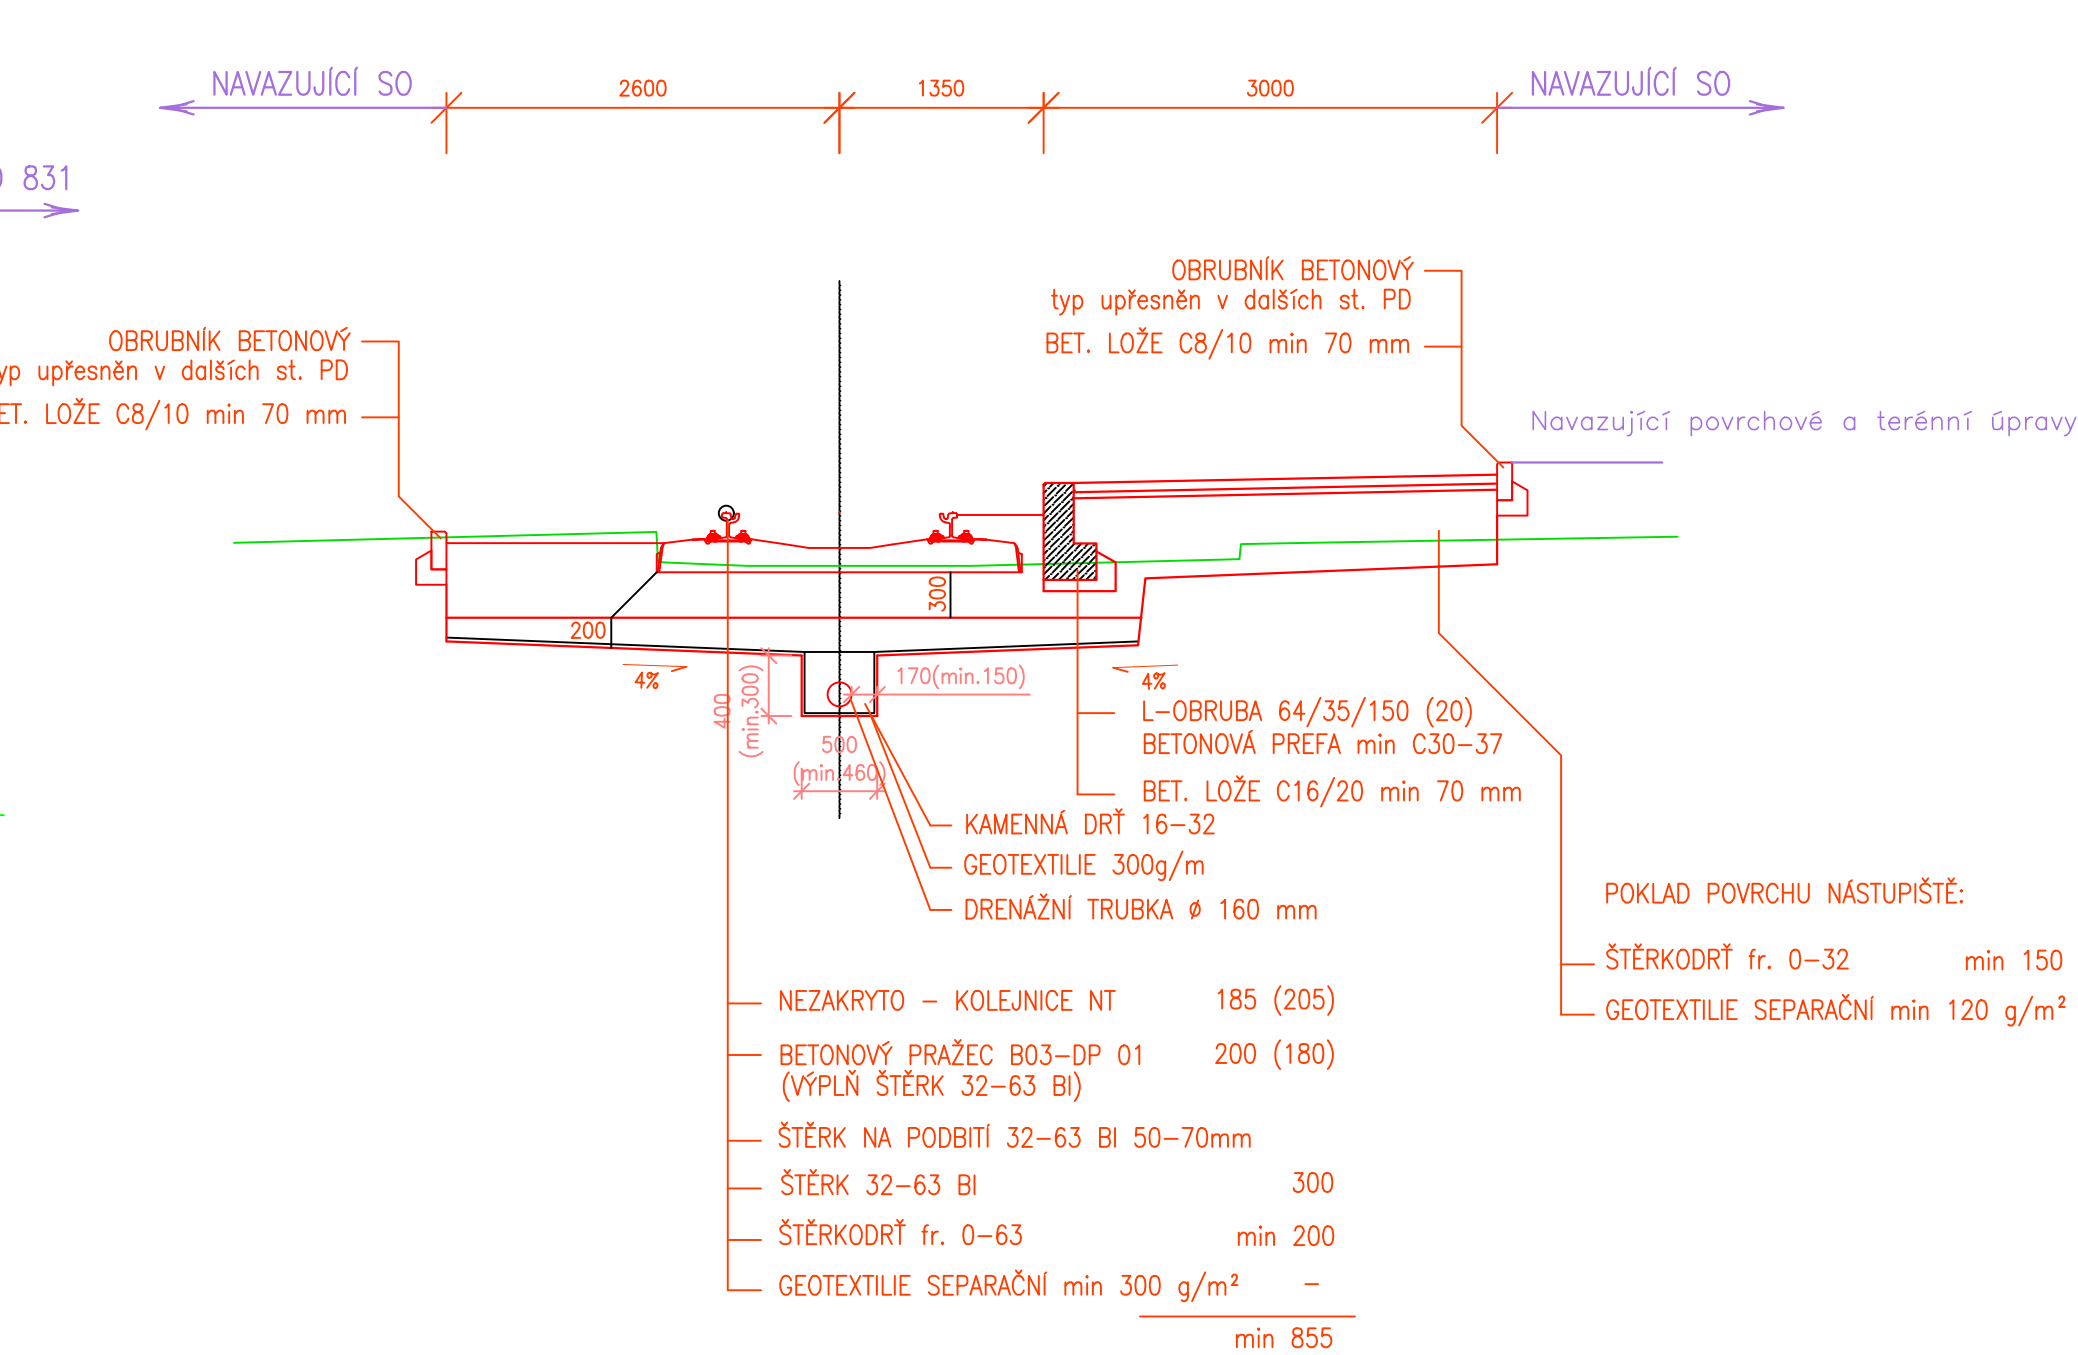 NAVAZUJÍCÍ SO
2600
1350
3000
NAVAZUJÍCÍ SO
831
OBRUBNÍK BETONOVÝ
typ upřesněn v dalších st. PD
BET. LOŽE C8/10 min 70 mm
OBRUBNÍK BETONOVÝ
upřesněn v dalších st. PD
LOŽE C8/10 min 70 mm
Navazující povrchové a terénní úpravy
300
200
4%
4%
400
(min.300)
170(min.150)
500
(min.460)
L-OBRUBA 64/35/150 (20)
BETONOVÁ PREFA min C30-37
BET. LOŽE C16/20 min 70 mm
KAMENNÁ DRŤ 16-32
GEOTEXTILIE 300g/m
DRENÁŽNÍ TRUBKA ø 160 mm
POKLAD POVRCHU NÁSTUPIŠTĚ:
ŠTĚRKODRŤ fr. 0-32 min 150
GEOTEXTILIE SEPARAČNÍ min 120 g/m²
NEZAKRYTO - KOLEJNICE NT 185 (205)
BETONOVÝ PRAŽEC B03-DP 01 200 (180)
(VÝPLŇ ŠTĚRK 32-63 BI)
ŠTĚRK NA PODBITÍ 32-63 BI 50-70mm
ŠTĚRK 32-63 BI 300
ŠTĚRKODRŤ fr. 0-63 min 200
GEOTEXTILIE SEPARAČNÍ min 300 g/m² -
min 855